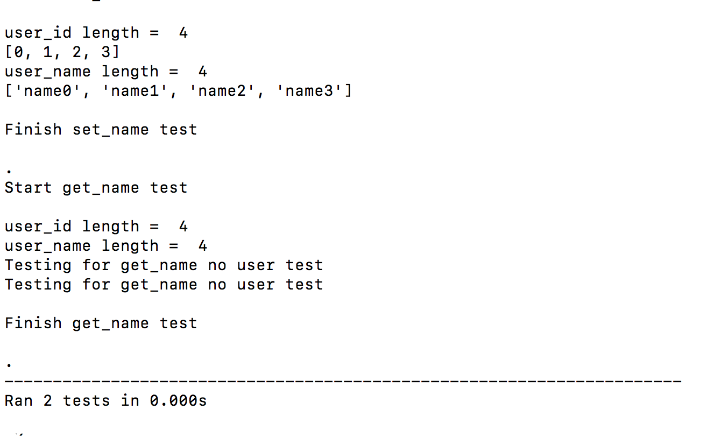 user_id length =  4
[0, 1, 2, 3]
user_name length =  4
['name0', 'name1', 'name2', 'name3']
Finish set_name test
.
Start get_name test
user_id length =  4
user_name length =  4
Testing for get_name no user test
Testing for get_name no user test
Finish get_name test
.
----------------------------------------------------------------------
Ran 2 tests in 0.000s